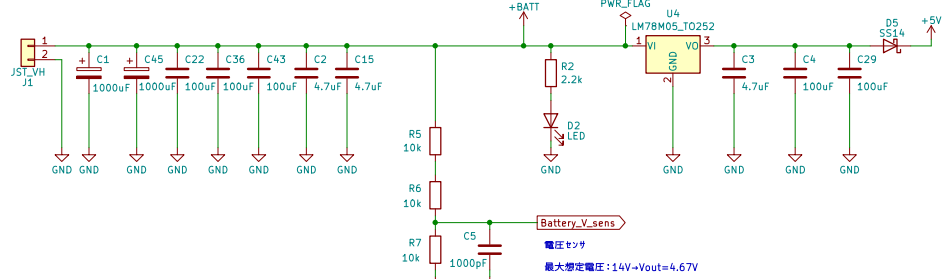 +BATT
PWR_FLAG
U4
LM78M05_TO252
D5
SS14
+5V
1
2
JST_VH
J1
C1
1000uF
C45
1000uF
C22
100uF
C36
100uF
C43
100uF
C2
4.7uF
C15
4.7uF
R2
2.2k
1
VI
VO
3
GND
2
C3
4.7uF
C4
100uF
C29
100uF
D2
LED
R5
10k
GND
GND
GND
GND
GND
GND
GND
GND
GND
GND
GND
GND
GND
R6
10k
Battery_V_sens
R7
10k
C5
1000pF
電圧センサ
最大想定電圧:14V→Vout=4.67V